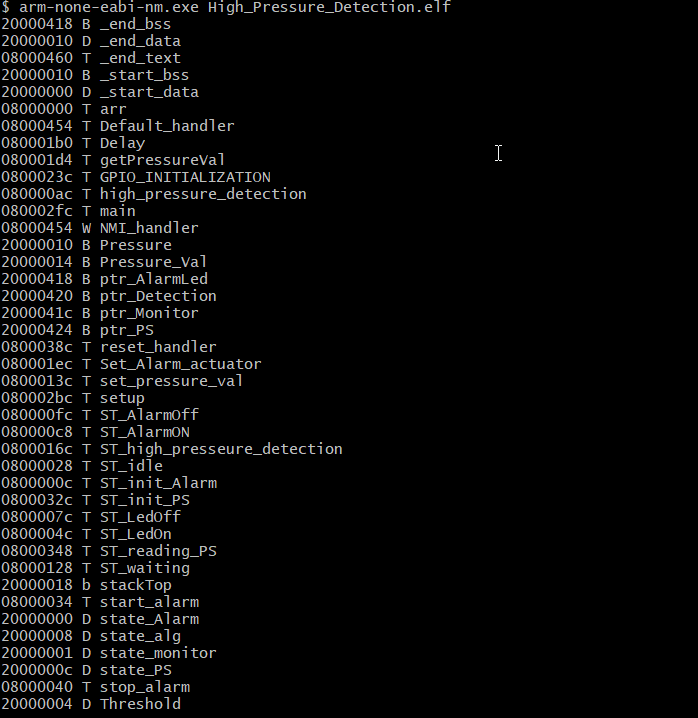 $ arm-none-eabi-nm.exe High_Pressure_Detection.elf
20000418 B _end_bss
20000010 D _end_data
08000460 T _end_text
20000010 B _start_bss
20000000 D _start_data
08000000 T arr
08000454 T Default_handler
080001b0 T Delay
080001d4 T getPressureVal
0800023c T GPIO_INITIALIZATION
080000ac T high_pressure_detection
080002fc T main
08000454 W NMI_handler
20000010 B Pressure
20000014 B Pressure_Val
20000418 B ptr_AlarmLed
20000420 B ptr_Detection
2000041c B ptr_Monitor
20000424 B ptr_PS
0800038c T reset_handler
080001ec T Set_Alarm_actuator
0800013c T set_pressure_val
080002bc T setup
080000fc T ST_AlarmOff
080000c8 T ST_AlarmON
0800016c T ST_high_presseure_detection
08000028 T ST_idle
0800000c T ST_init_Alarm
0800032c T ST_init_PS
0800007c T ST_LedOff
0800004c T ST_LedOn
08000348 T ST_reading_PS
08000128 T ST_waiting
20000018 b stackTop
08000034 T start_alarm
20000000 D state_Alarm
20000008 D state_alg
20000001 D state_monitor
2000000c D state_PS
08000040 T stop_alarm
20000004 D Threshold